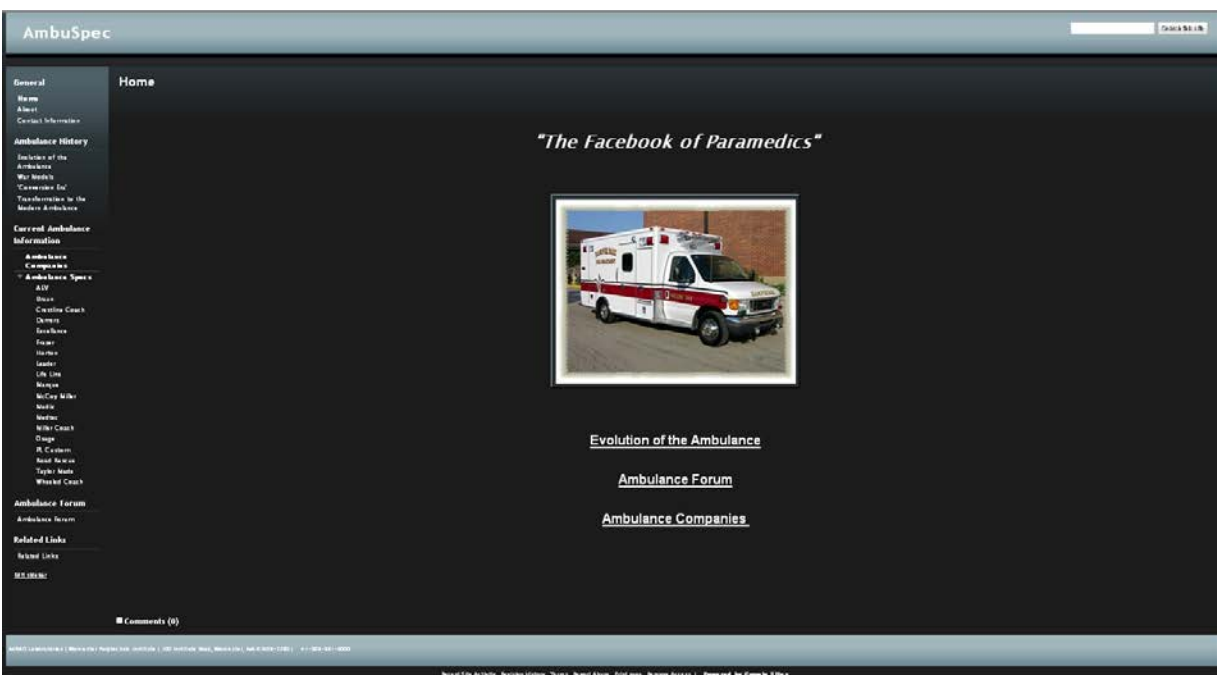 AmbuSpec
General
Home
About
Contact Information
Ambulance History
Evolution of the
Ambulance
War Models
'Conversion Era'
Transformation to the
Modern Ambulance
Current Ambulance
Information
Ambulance
Companies
Ambulance Specs
AEV
Braun
Crestline Coach
Demers
Excellance
Frazer
Horton
Leader
Life Line
Marque
McCoy Miller
Medix
Medtec
Miller Coach
Osage
PL Custom
Road Rescue
Taylor Made
Wheeled Coach
Ambulance Forum
Ambulance Forum
Related Links
Related Links
Home
"The Facebook of Paramedics"
Evolution of the Ambulance
Ambulance Forum
Ambulance Companies
Comments (0)